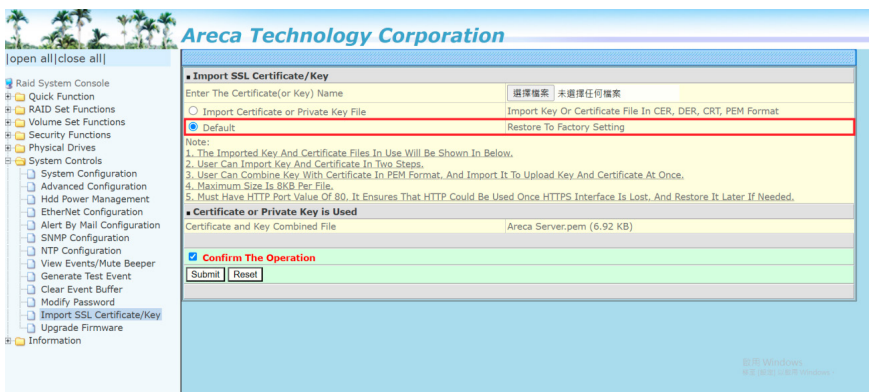 Areca Technology Corporation
|open all|close all|
Raid System Console
Quick Function
RAID Set Functions
Volume Set Functions
Security Functions
Physical Drives
System Controls
System Configuration
Advanced Configuration
Hdd Power Management
EtherNet Configuration
Alert By Mail Configuration
SNMP Configuration
NTP Configuration
View Events/Mute Beeper
Generate Test Event
Clear Event Buffer
Modify Password
Import SSL Certificate/Key
Upgrade Firmware
Information
Import SSL Certificate/Key
Enter The Certificate(or Key) Name 選擇檔案 未選擇任何檔案
Import Certificate or Private Key File Import Key Or Certificate File In CER, DER, CRT, PEM Format
Default Restore To Factory Setting
Note:
1. The Imported Key And Certificate Files In Use Will Be Shown In Below.
2. User Can Import Key And Certificate In Two Steps.
3. User Can Combine Key With Certificate In PEM Format, And Import It To Upload Key And Certificate At Once.
4. Maximum Size Is 8KB Per File.
5. Must Have HTTP Port Value Of 80. It Ensures That HTTP Could Be Used Once HTTPS Interface Is Lost. And Restore It Later If Needed.
Certificate or Private Key is Used
Certificate and Key Combined File Areca Server.pem (6.92 KB)
Confirm The Operation
Submit Reset
啟用 Windows